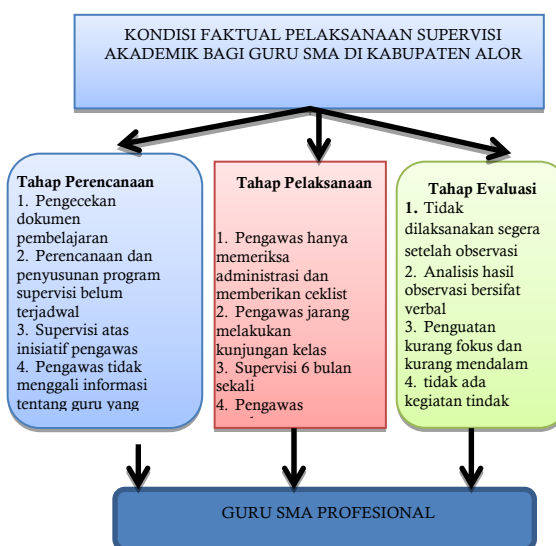 KONDISI FAKTUAL PELAKSANAAN SUPERVISI
AKADEMIK BAGI GURU SMA DI KABUPATEN ALOR
Tahap Perencanaan
1. Pengecekan
dokumen
pembelajaran
2. Perencanaan dan
penyusunan program
supervisi belum
terjadwal
3. Supervisi atas
inisiatif pengawas
4. Pengawas tidak
menggali informasi
tentang guru yang
Tahap Pelaksanaan
1. Pengawas hanya
memeriksa
administrasi dan
memberikan ceklist
2. Pengawas jarang
melakukan
kunjungan kelas
3. Supervisi 6 bulan
sekali
4. Pengawas
Tahap Evaluasi
1. Tidak
dilaksanakan segera
setelah observasi
2. Analisis hasil
observasi bersifat
verbal
3. Penguatan
kurang fokus dan
kurang mendalam
4. tidak ada
kegiatan tindak
GURU SMA PROFESIONAL